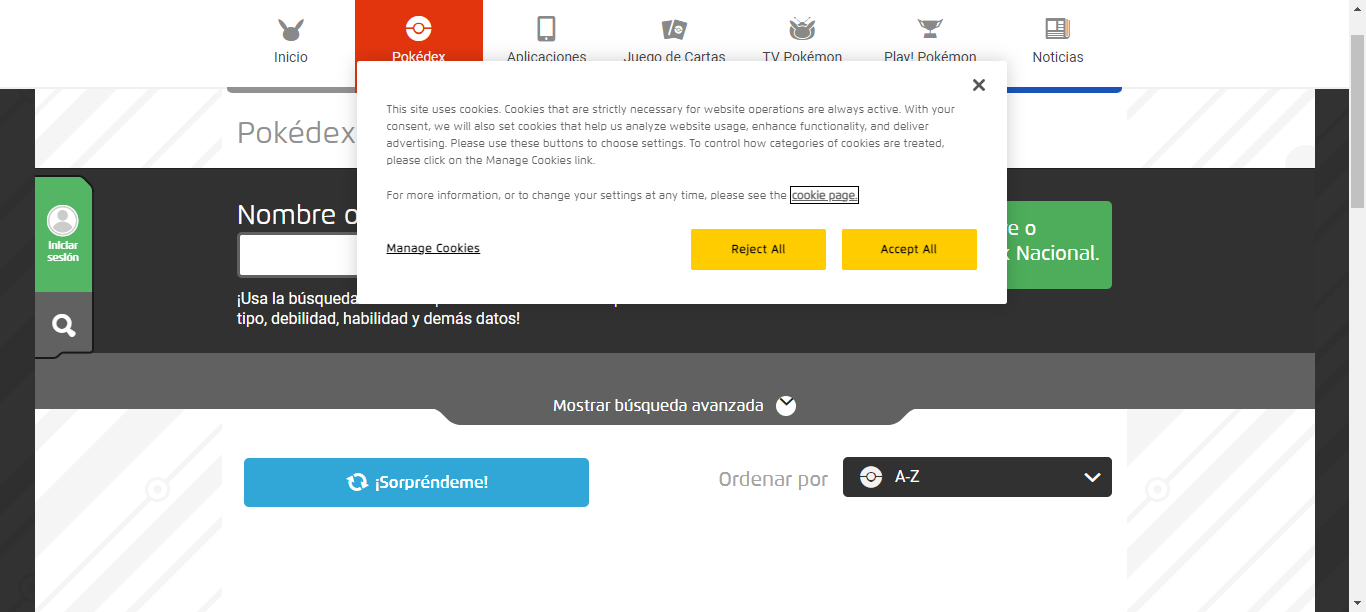 Inicio
Pokédex
Aplicaciones
Juego de Cartas
TV Pokémon
Play! Pokémon
Noticias
This site uses cookies. Cookies that are strictly necessary for website operations are always active. With your
consent, we will also set cookies that help us analyze website usage, enhance functionality, and deliver
advertising. Please use these buttons to choose settings. To control how categories of cookies are treated,
please click on the Manage Cookies link.
For more information, or to change your settings at any time, please see the cookie page.
Manage Cookies
Reject All
Accept All
Pokédex
Iniciar
sesión
Nombre o
e o
Nacional.
¡Usa la búsqueda
tipo, debilidad, habilidad y demás datos!
Mostrar búsqueda avanzada
¡Sorpréndeme!
Ordenar por
A-Z